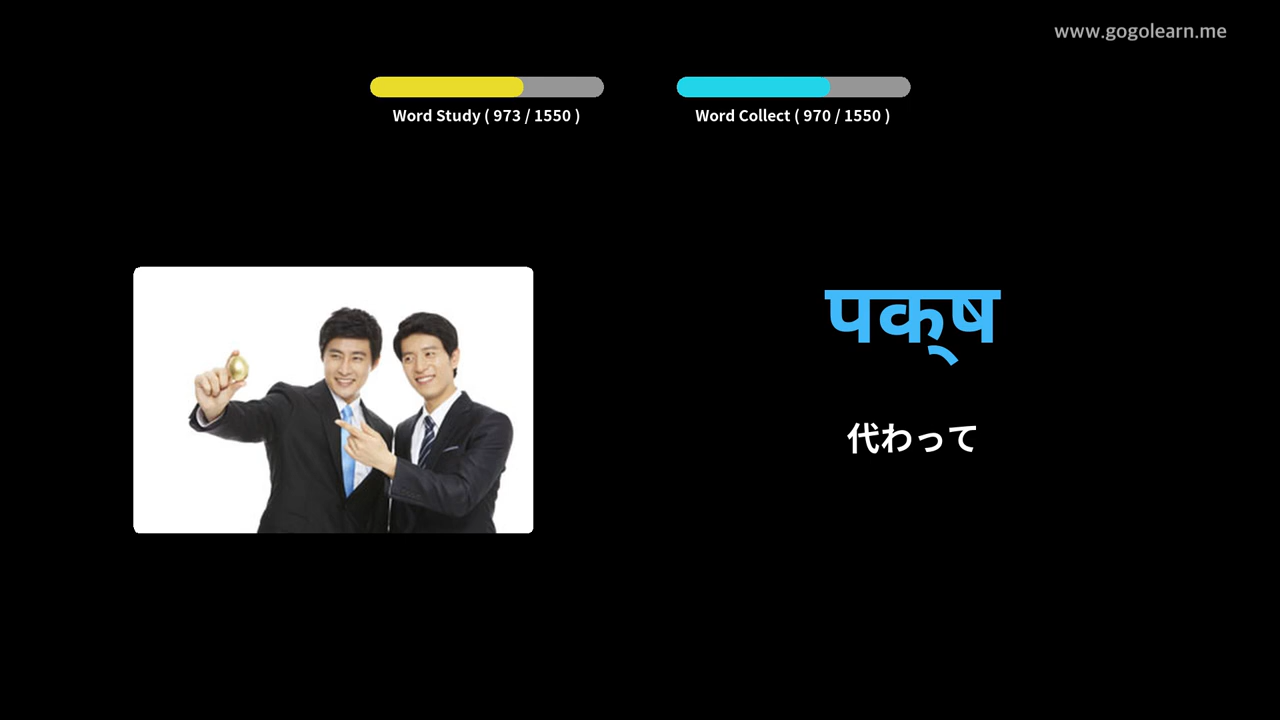 www.gogolearn.me
Word Study ( 973 / 1550 )
Word Collect ( 970 / 1550 )
पक्‌ष
代わって